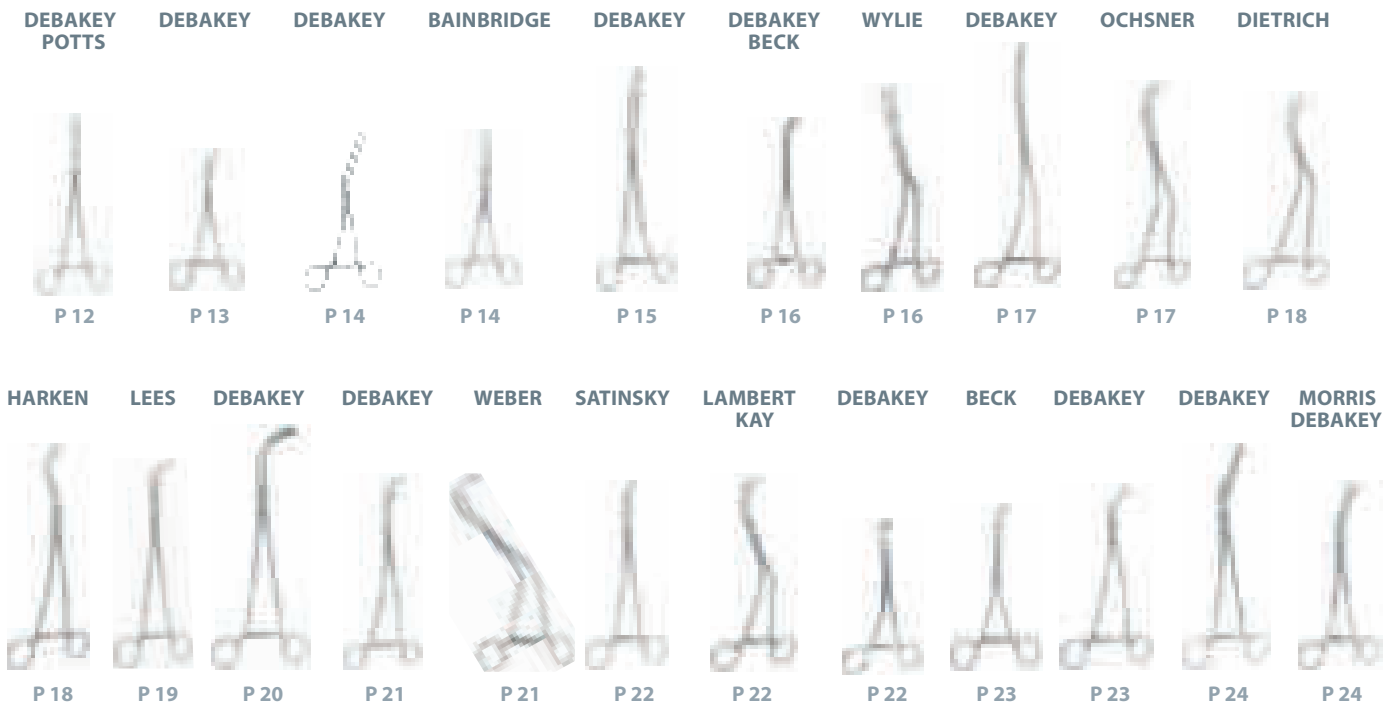 DEBAKEY POTTS DEBAKEY DEBAKEY BAINBRIDGE DEBAKEY DEBAKEY BECK WYLIE DEBAKEY OCHSNER DIETRICH
P 12 P 13 P 14 P 14 P 15 P 16 P 16 P 17 P 17 P 18
HARKEN LEES DEBAKEY DEBAKEY WEBER SATINSKY LAMBERT KAY DEBAKEY BECK DEBAKEY DEBAKEY MORRIS DEBAKEY
P 18 P 19 P 20 P 21 P 21 P 22 P 22 P 22 P 23 P 23 P 24 P 24